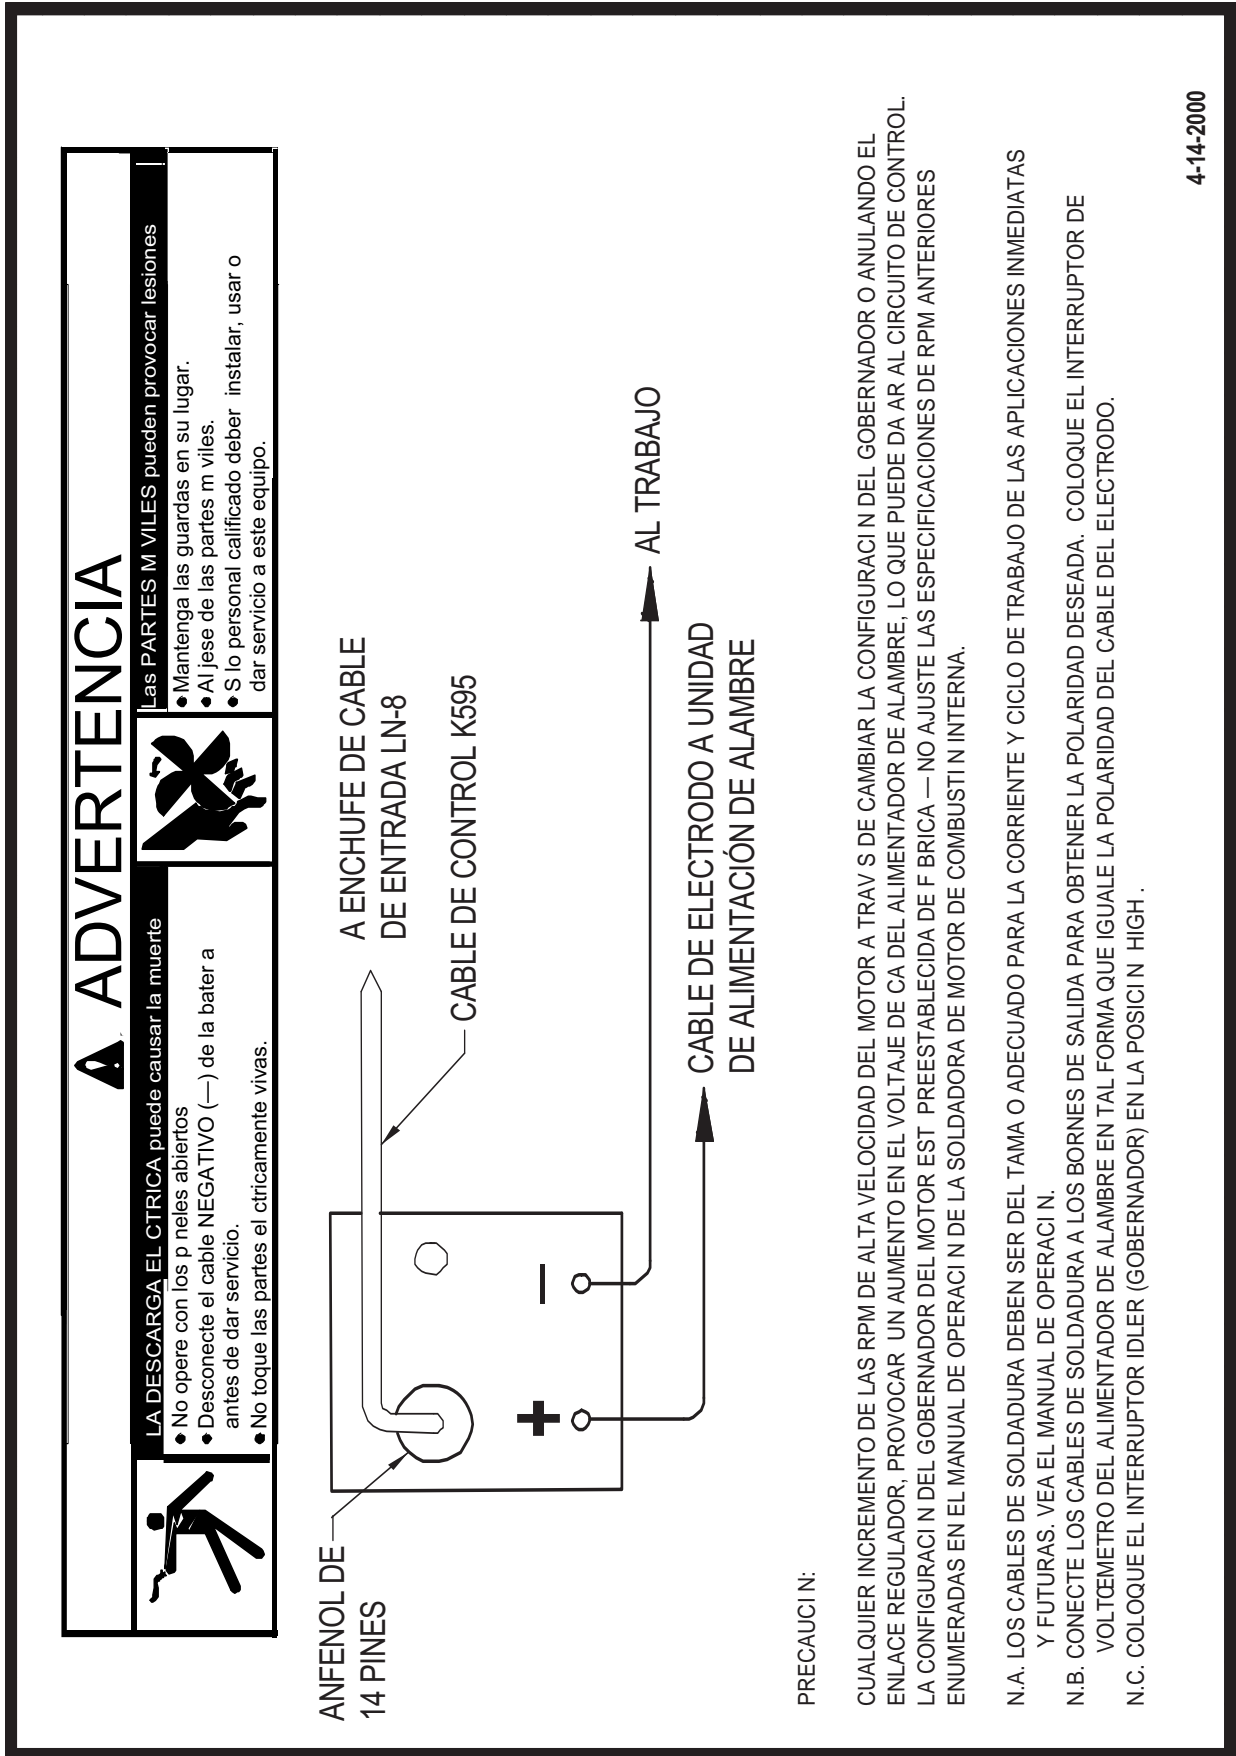 ADVERTENCIA
LA DESCARGA EL CTRICA puede causar la muerte
● No opere con los p neles abiertos
● Desconecte el cable NEGATIVO (—) de la bater a
antes de dar servicio.
● No toque las partes el ctricamente vivas.
Las PARTES M VILES pueden provocar lesiones
● Mantenga las guardas en su lugar.
● Al jese de las partes m viles.
● S lo personal calificado deber instalar, usar o
dar servicio a este equipo.
ANFENOL DE
14 PINES
A ENCHUFE DE CABLE
DE ENTRADA LN-8
CABLE DE CONTROL K595
+
–
AL TRABAJO
CABLE DE ELECTRODO A UNIDAD
DE ALIMENTACIÓN DE ALAMBRE
PRECAUCI N:
CUALQUIER INCREMENTO DE LAS RPM DE ALTA VELOCIDAD DEL MOTOR A TRAV S DE CAMBIAR LA CONFIGURACI N DEL GOBERNADOR O ANULANDO EL
ENLACE REGULADOR, PROVOCAR UN AUMENTO EN EL VOLTAJE DE CA DEL ALIMENTADOR DE ALAMBRE, LO QUE PUEDE DA AR AL CIRCUITO DE CONTROL.
LA CONFIGURACI N DEL GOBERNADOR DEL MOTOR EST PREESTABLECIDA DE F BRICA — NO AJUSTE LAS ESPECIFICACIONES DE RPM ANTERIORES
ENUMERADAS EN EL MANUAL DE OPERACI N DE LA SOLDADORA DE MOTOR DE COMBUSTI N INTERNA.
N.A. LOS CABLES DE SOLDADURA DEBEN SER DEL TAMA O ADECUADO PARA LA CORRIENTE Y CICLO DE TRABAJO DE LAS APLICACIONES INMEDIATAS
Y FUTURAS. VEA EL MANUAL DE OPERACI N.
N.B. CONECTE LOS CABLES DE SOLDADURA A LOS BORNES DE SALIDA PARA OBTENER LA POLARIDAD DESEADA. COLOQUE EL INTERRUPTOR DE
VOLTŒMETRO DEL ALIMENTADOR DE ALAMBRE EN TAL FORMA QUE IGUALE LA POLARIDAD DEL CABLE DEL ELECTRODO.
N.C. COLOQUE EL INTERRUPTOR IDLER (GOBERNADOR) EN LA POSICI N HIGH .
4-14-2000